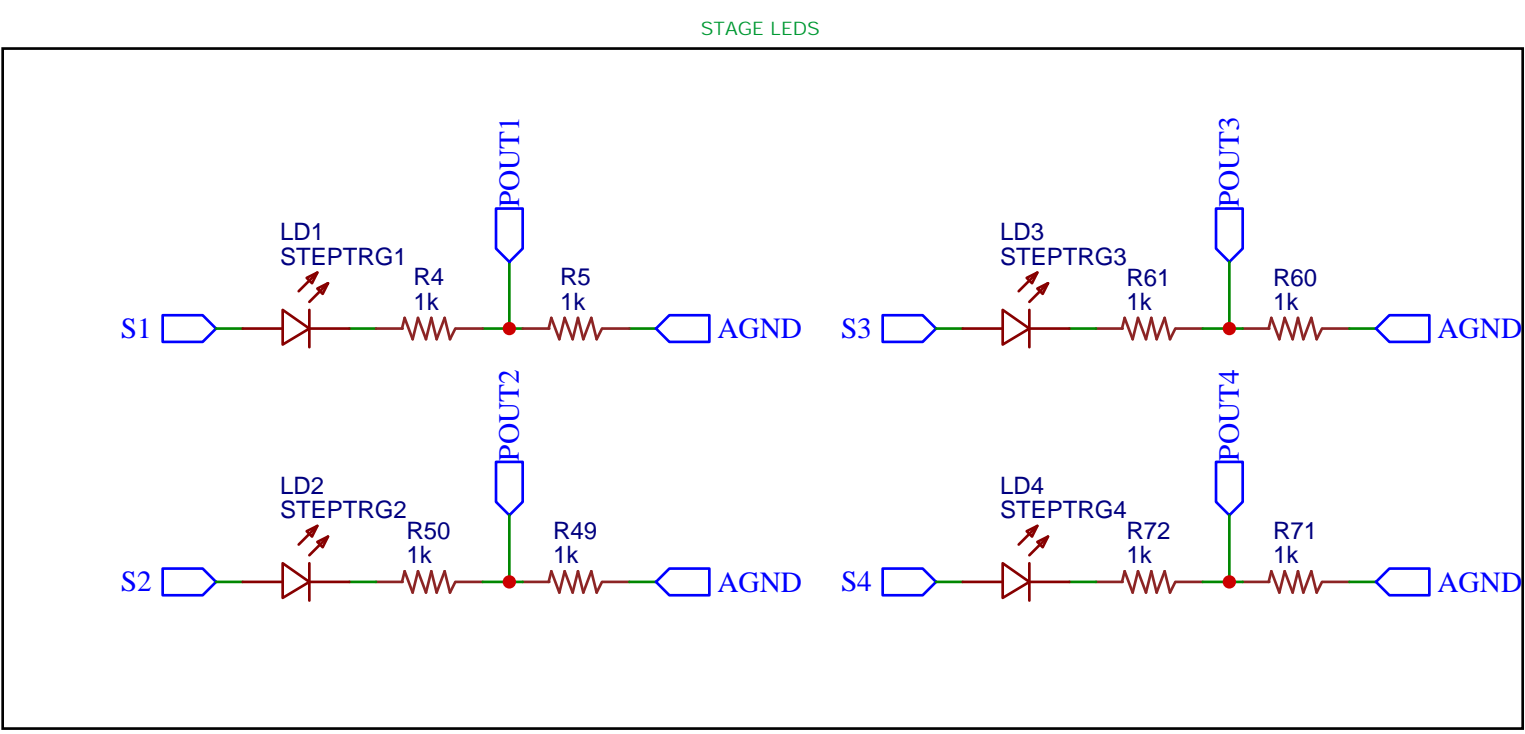 STAGE LEDS
POUT1
LD1
STEPTRG1
R4
1k
R5
1k
S1
AGND
POUT3
LD3
STEPTRG3
R61
1k
R60
1k
S3
AGND
POUT2
LD2
STEPTRG2
R50
1k
R49
1k
S2
AGND
POUT4
LD4
STEPTRG4
R72
1k
R71
1k
S4
AGND